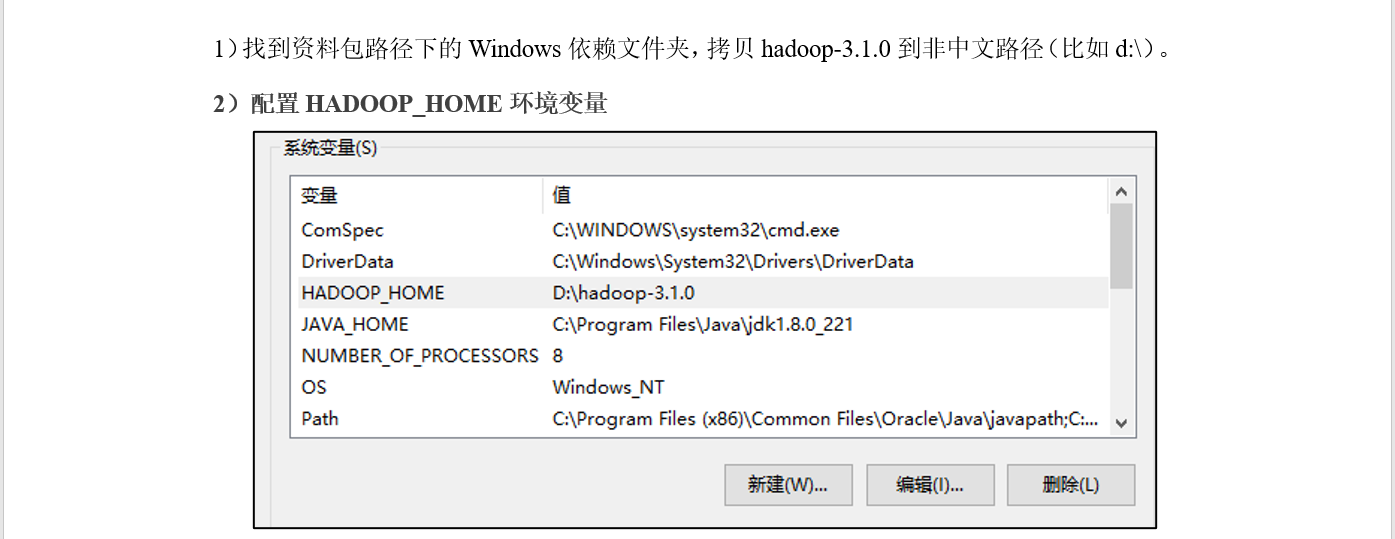 1）找到资料包路径下的 Windows 依赖文件夹，拷贝 hadoop-3.1.0 到非中文路径（比如 d:\）。
2）配置 HADOOP_HOME 环境变量
系统变量(S)
变量 值
ComSpec C:\WINDOWS\system32\cmd.exe
DriverData C:\Windows\System32\Drivers\DriverData
HADOOP_HOME D:\hadoop-3.1.0
JAVA_HOME C:\Program Files\Java\jdk1.8.0_221
NUMBER_OF_PROCESSORS 8
OS Windows_NT
Path C:\Program Files (x86)\Common Files\Oracle\Java\javapath;C:...
新建(W)... 编辑(I)... 删除(L)